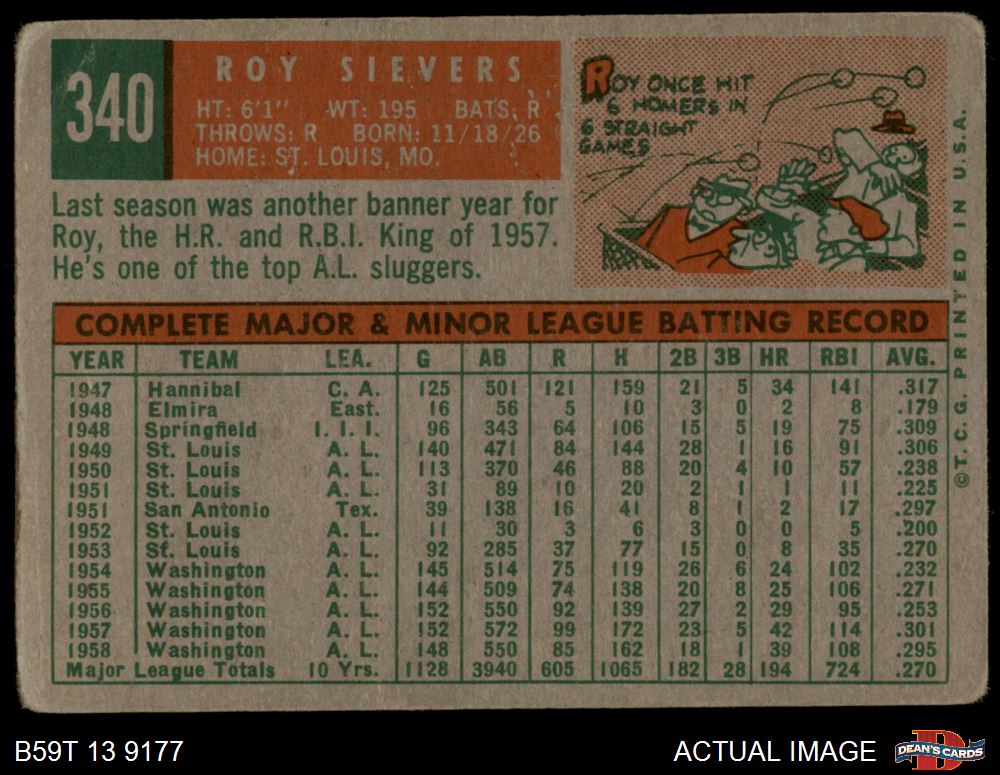 340
ROY SIEVERS
HT: 6'1" WT: 195 BATS: R
THROWS: R BORN: 11/18/26
HOME: ST. LOUIS, MO.
ROY ONCE HIT
6 HOMERS IN
6 STRAIGHT
GAMES
Last season was another banner year for
Roy, the H.R. and R.B.I. King of 1957.
He's one of the top A.L. sluggers.
COMPLETE MAJOR & MINOR LEAGUE BATTING RECORD
YEAR TEAM LEA. G AB R H 2B 3B HR RBI AVG.
1947 Hannibal C. A. 125 501 121 159 21 5 34 141 .317
1948 Elmira East. 16 56 5 10 3 0 2 8 .179
1948 Springfield I. I. I. 96 343 64 106 15 5 19 75 .309
1949 St. Louis A. L. 140 471 84 144 28 1 16 91 .306
1950 St. Louis A. L. 113 370 46 88 20 4 10 57 .238
1951 St. Louis A. L. 31 89 10 20 2 1 1 11 .225
1951 San Antonio Tex. 39 138 16 41 8 1 2 17 .297
1952 St. Louis A. L. 11 30 3 6 3 0 0 5 .200
1953 St. Louis A. L. 92 285 37 77 15 0 8 35 .270
1954 Washington A. L. 145 514 75 119 26 6 24 102 .232
1955 Washington A. L. 144 509 74 138 20 8 25 106 .271
1956 Washington A. L. 152 550 92 139 27 2 29 95 .253
1957 Washington A. L. 152 572 99 172 23 5 42 114 .301
1958 Washington A. L. 148 550 85 162 18 1 39 108 .295
Major League Totals 10 Yrs. 1128 3940 605 1065 182 28 194 724 .270
©T. C. G. PRINTED IN U.S.A.
B59T 13 9177
ACTUAL IMAGE
DEAN'S CARDS